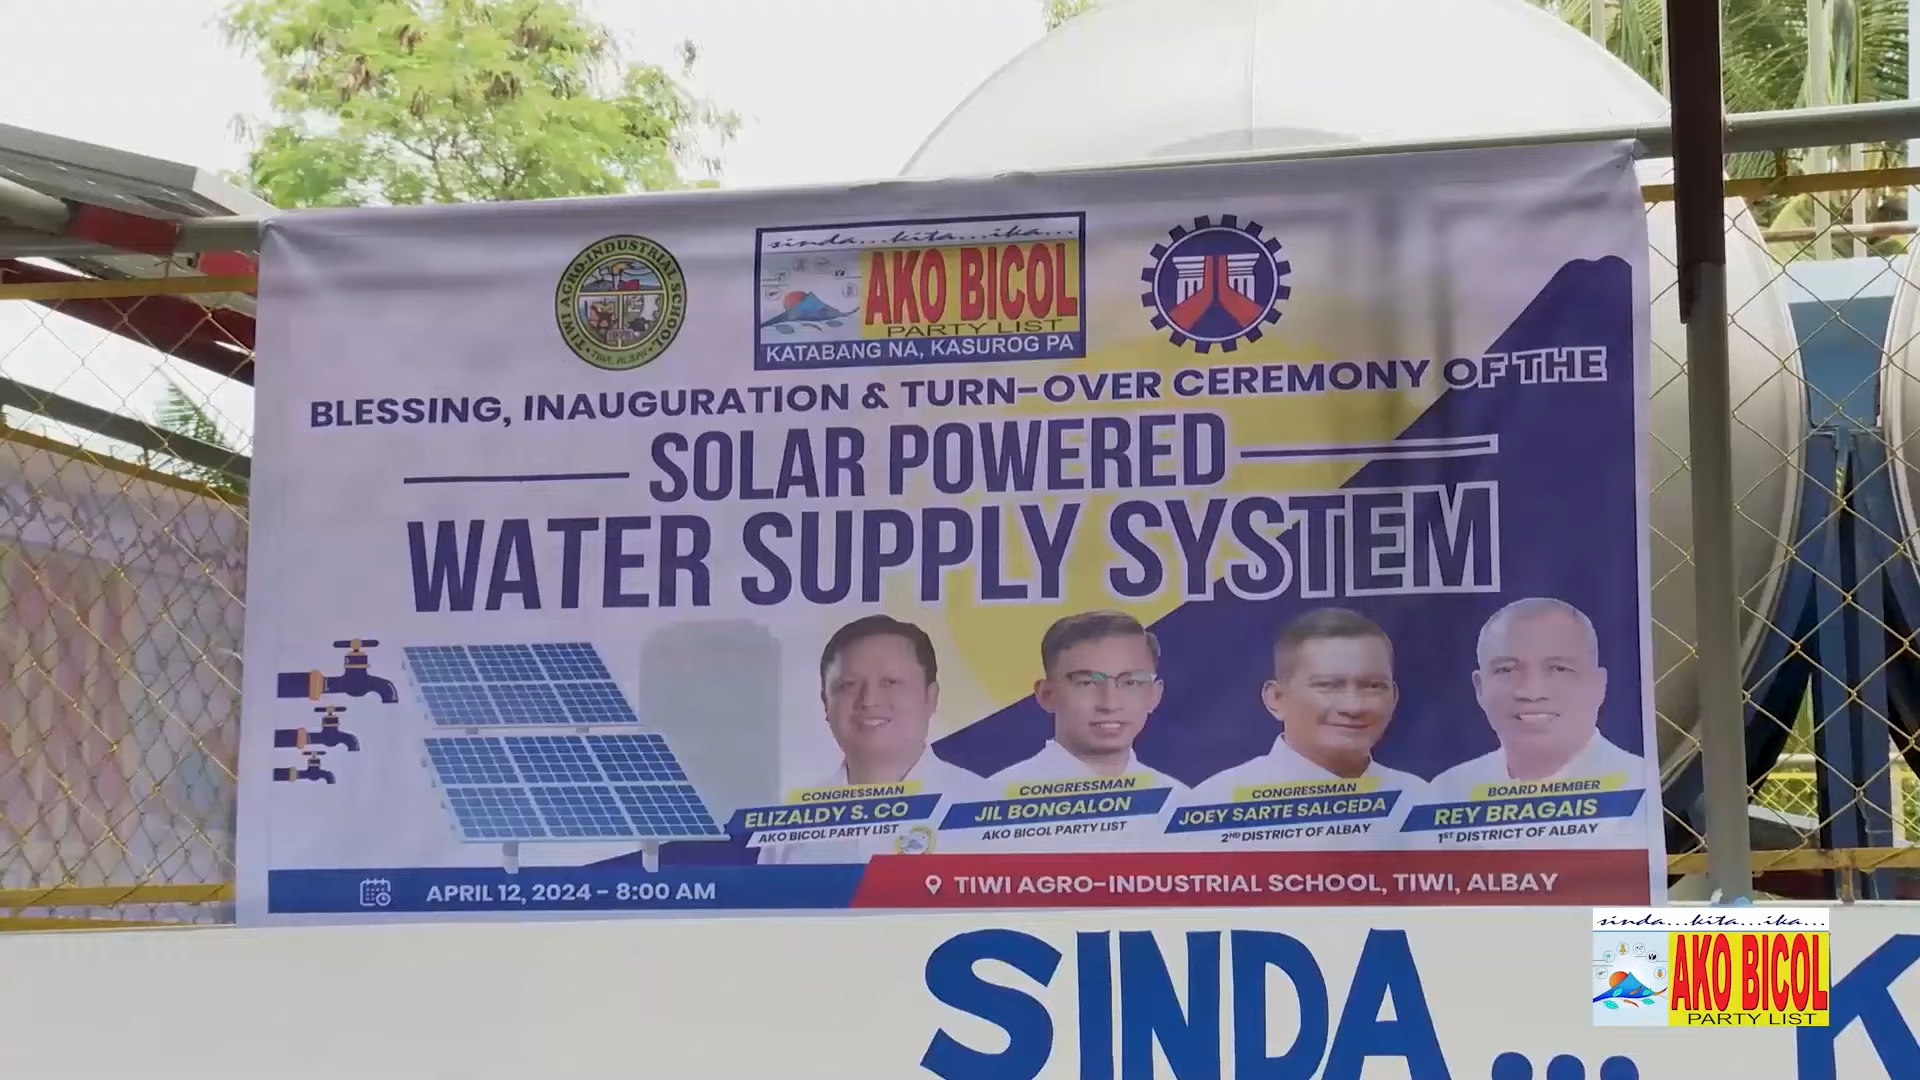 TIWI AGRO-INDUSTRIAL SCHOOL
TIWI, ALBAY
sinda...kita...ika...
AKO BICOL
PARTY LIST
KATABANG NA, KASUROG PA
BLESSING, INAUGURATION & TURN-OVER CEREMONY OF THE
SOLAR POWERED
WATER SUPPLY SYSTEM
CONGRESSMAN
ELIZALDY S. CO
AKO BICOL PARTY LIST
CONGRESSMAN
JIL BONGALON
AKO BICOL PARTY LIST
CONGRESSMAN
JOEY SARTE SALCEDA
2ND DISTRICT OF ALBAY
BOARD MEMBER
REY BRAGAIS
1ST DISTRICT OF ALBAY
APRIL 12, 2024 - 8:00 AM
TIWI AGRO-INDUSTRIAL SCHOOL, TIWI, ALBAY
SINDA... K
sinda...kita...ika...
AKO BICOL
PARTY LIST